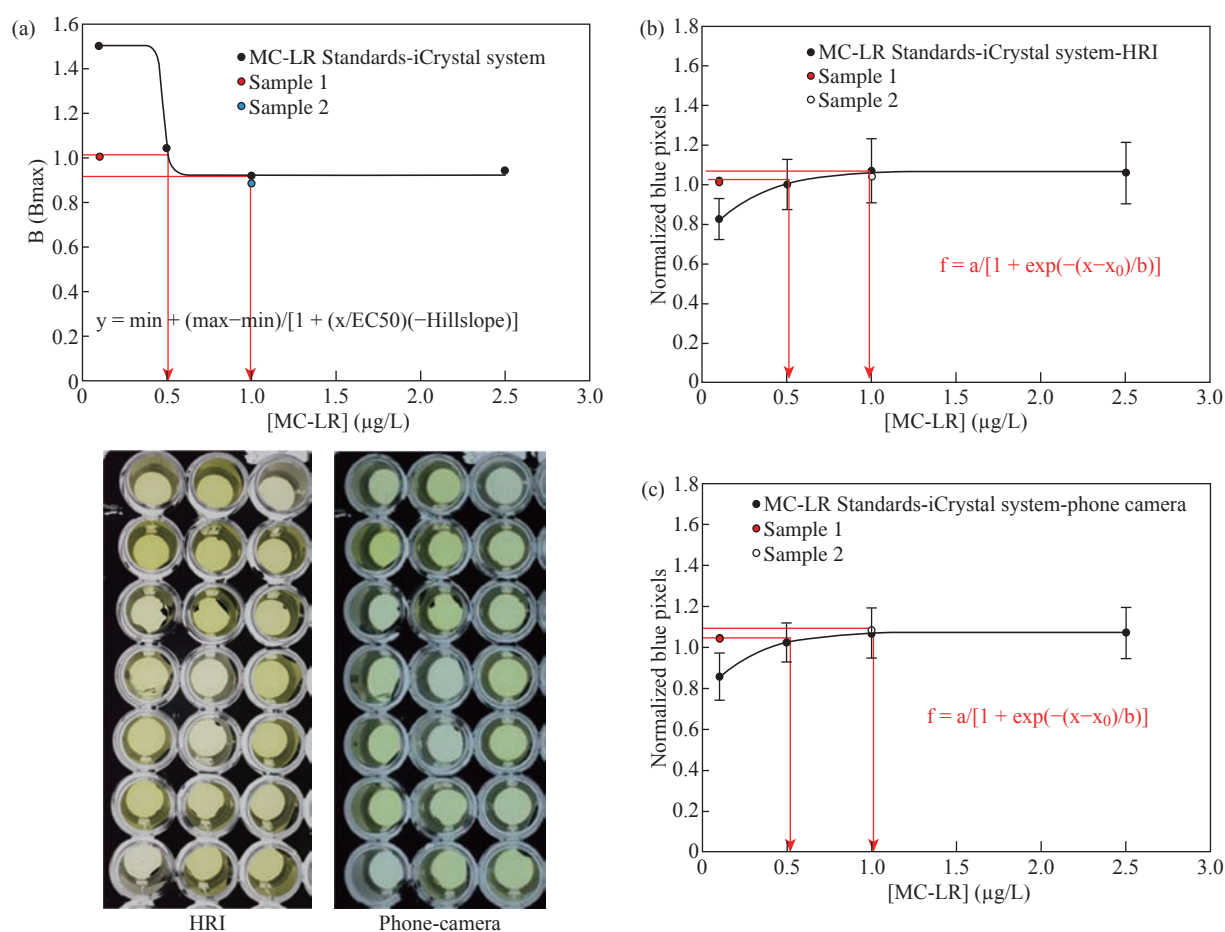 (a)
1.6
1.4
1.2
1.0
0.8
0.6
0.4
0.2
0
B (Bmax)
MC-LR Standards-iCrystal system
Sample 1
Sample 2
y = min + (max−min)/[1 + (x/EC50)(−Hillslope)]
0 0.5 1.0 1.5 2.0 2.5 3.0
[MC-LR] (µg/L)
(b)
1.8
1.6
1.4
1.2
1.0
0.8
0.6
0.4
0.2
0
Normalized blue pixels
MC-LR Standards-iCrystal system-HRI
Sample 1
Sample 2
f = a/[1 + exp(−(x−x₀)/b)]
0 0.5 1.0 1.5 2.0 2.5 3.0
[MC-LR] (µg/L)
HRI
Phone-camera
(c)
1.8
1.6
1.4
1.2
1.0
0.8
0.6
0.4
0.2
0
Normalized blue pixels
MC-LR Standards-iCrystal system-phone camera
Sample 1
Sample 2
f = a/[1 + exp(−(x−x₀)/b)]
0 0.5 1.0 1.5 2.0 2.5 3.0
[MC-LR] (µg/L)